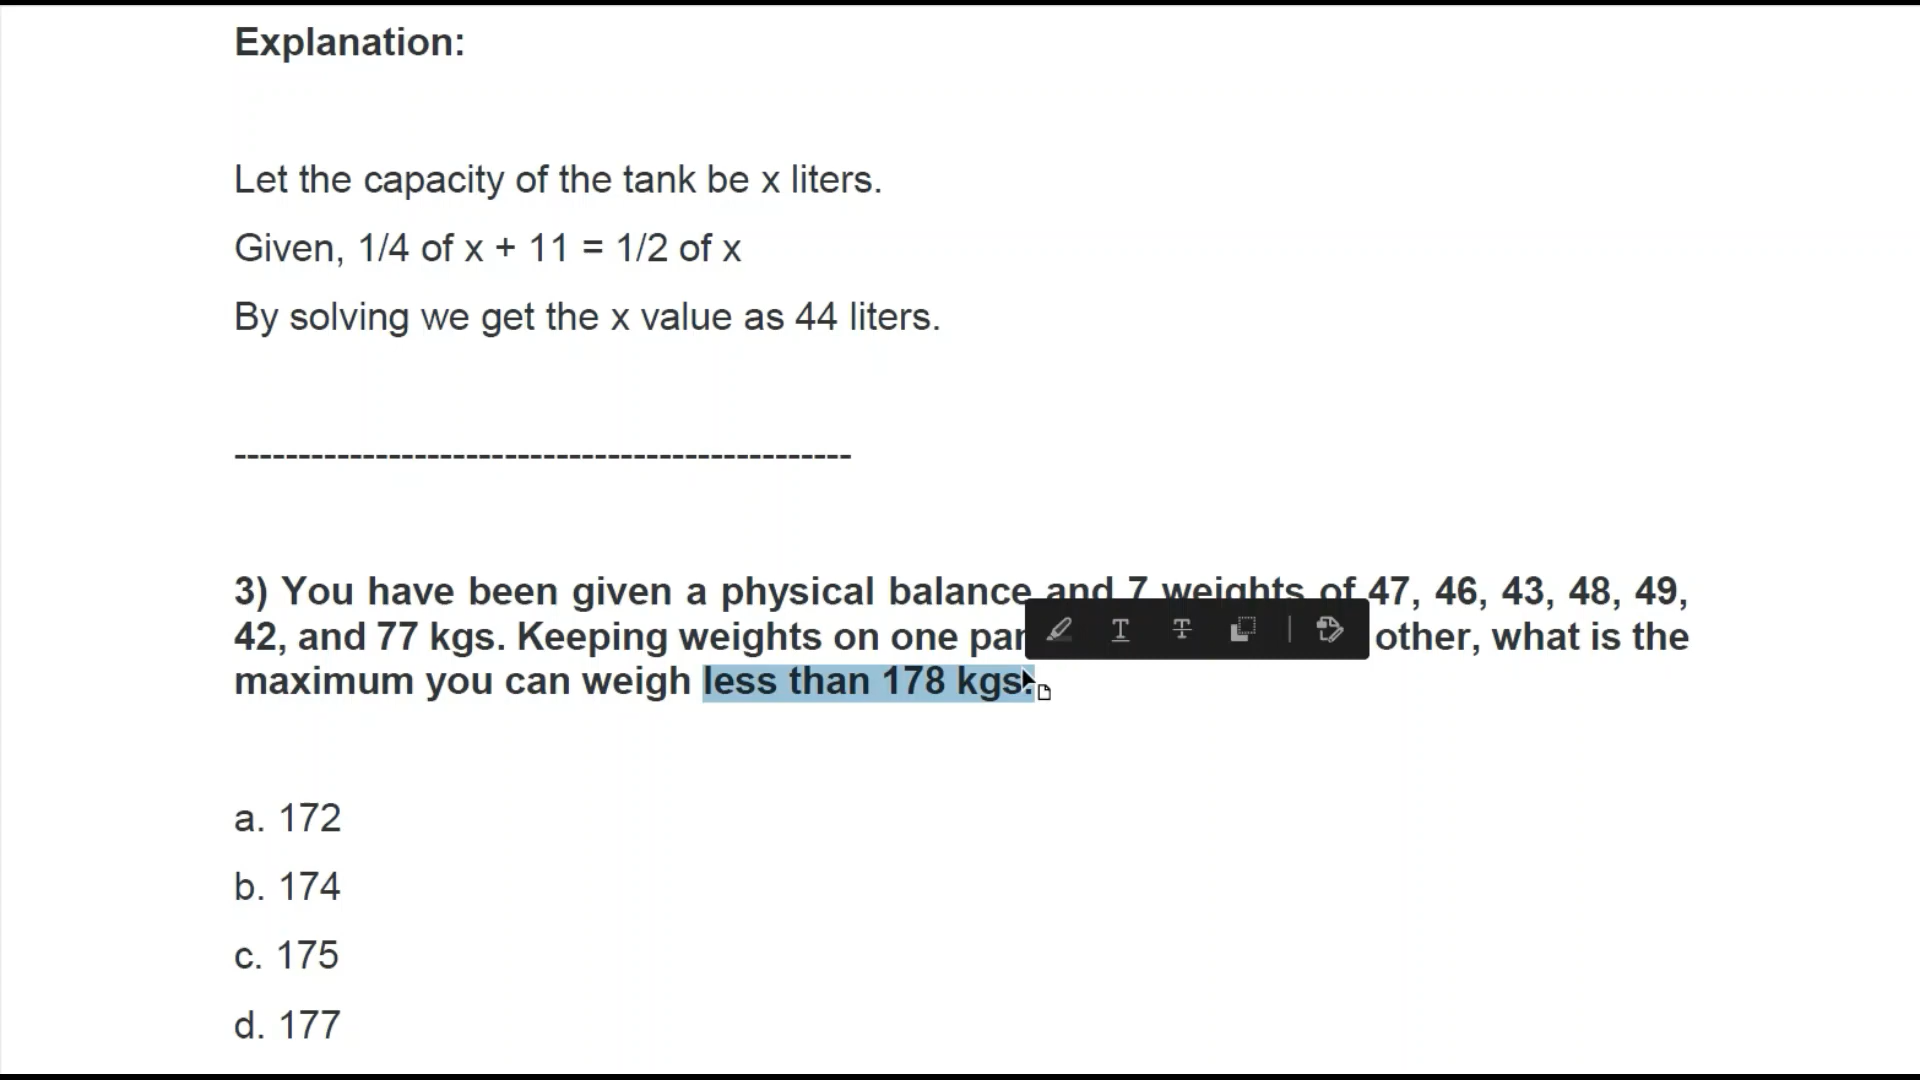 Explanation:
Let the capacity of the tank be x liters.
Given, 1/4 of x + 11 = 1/2 of x
By solving we get the x value as 44 liters.
------------------------------------------------
3) You have been given a physical balance and 7 weights of 47, 46, 43, 48, 49,
42, and 77 kgs. Keeping weights on one other, what is the
maximum you can weigh less than 178 kgs.
a. 172
b. 174
c. 175
d. 177